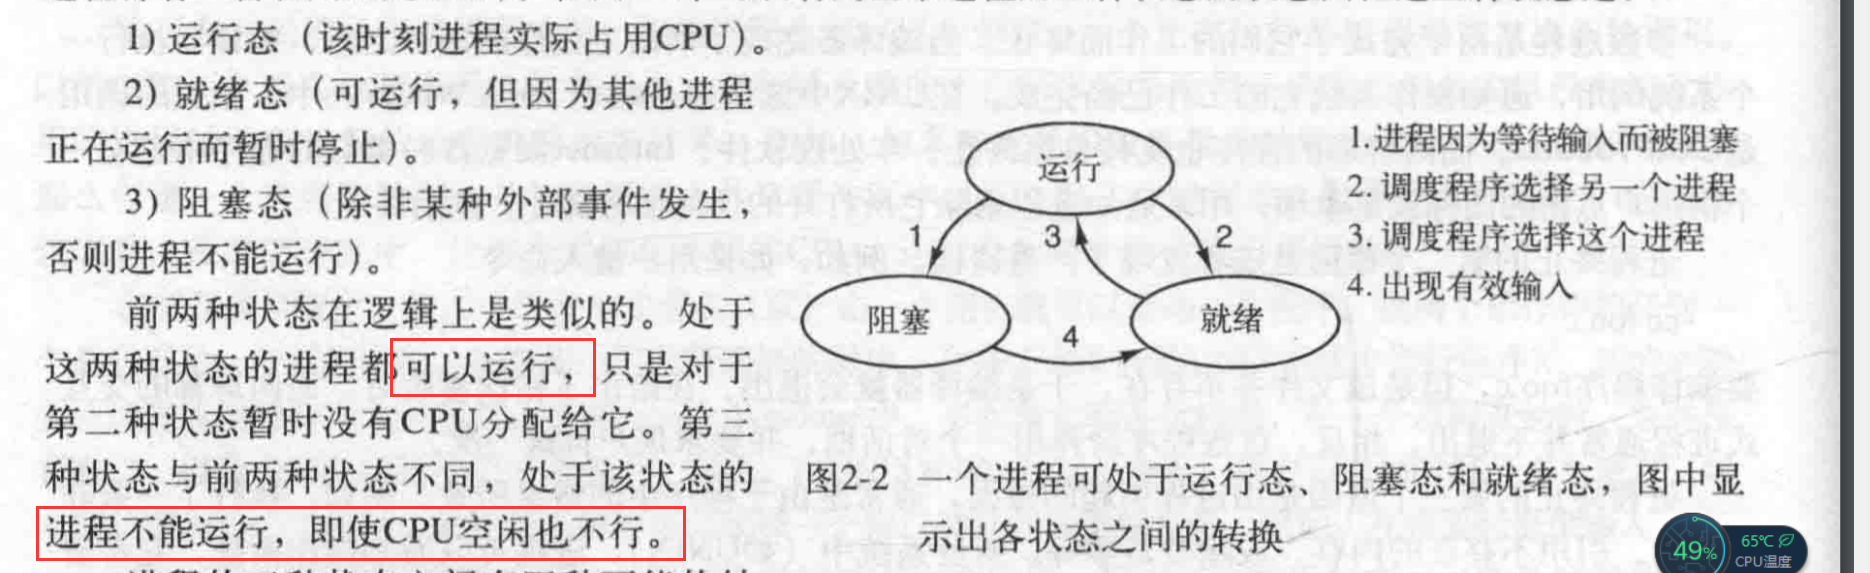 1) 运行态（该时刻进程实际占用CPU）。
2) 就绪态（可运行，但因为其他进程
正在运行而暂时停止）。
3) 阻塞态（除非某种外部事件发生，
否则进程不能运行）。
前两种状态在逻辑上是类似的。处于
这两种状态的进程都可以运行，只是对于
第二种状态暂时没有CPU分配给它。第三
种状态与前两种状态不同，处于该状态的
进程不能运行，即使CPU空闲也不行。
运行
1
3
2
阻塞
就绪
4
1.进程因为等待输入而被阻塞
2. 调度程序选择另一个进程
3. 调度程序选择这个进程
4. 出现有效输入
图2-2 一个进程可处于运行态、阻塞态和就绪态，图中显
示出各状态之间的转换
49%
65℃
CPU温度